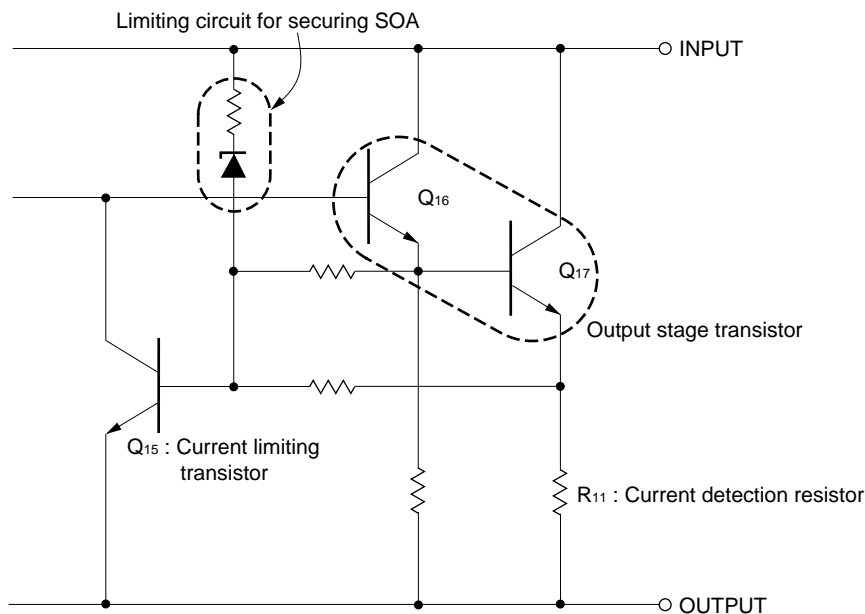 Limiting circuit for securing SOA
INPUT
Q16
Q17
Output stage transistor
Q15 : Current limiting
transistor
R11 : Current detection resistor
OUTPUT